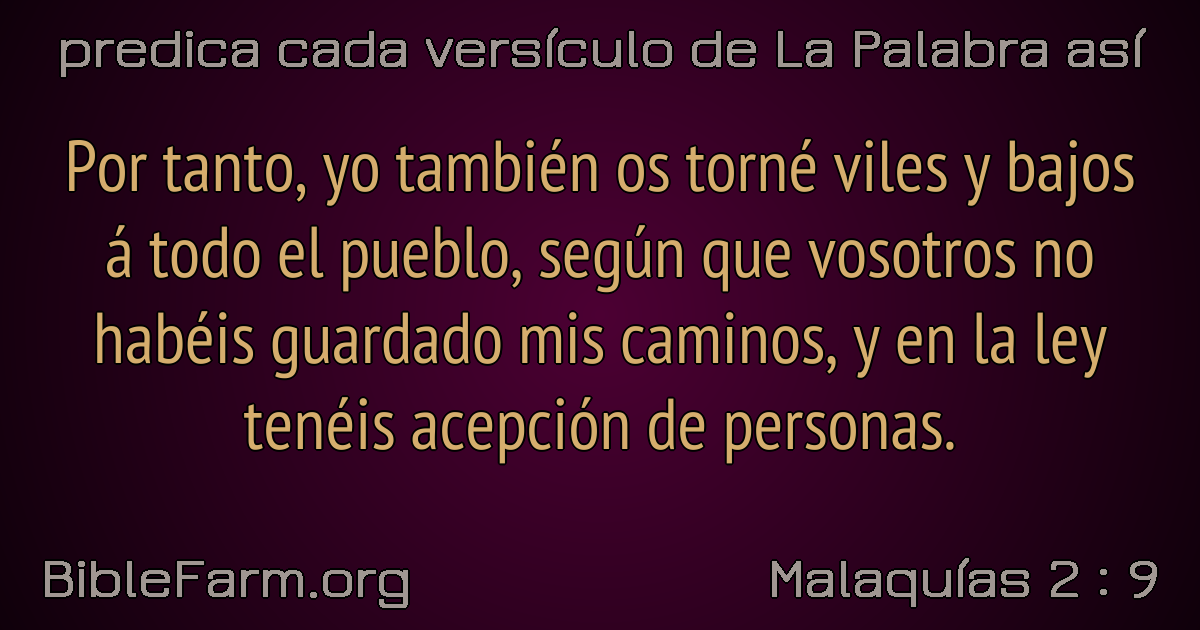 predica cada versículo de La Palabra así
Por tanto, yo también os torné viles y bajos
á todo el pueblo, según que vosotros no
habéis guardado mis caminos, y en la ley
tenéis acepción de personas.
BibleFarm.org
Malaquías 2 : 9